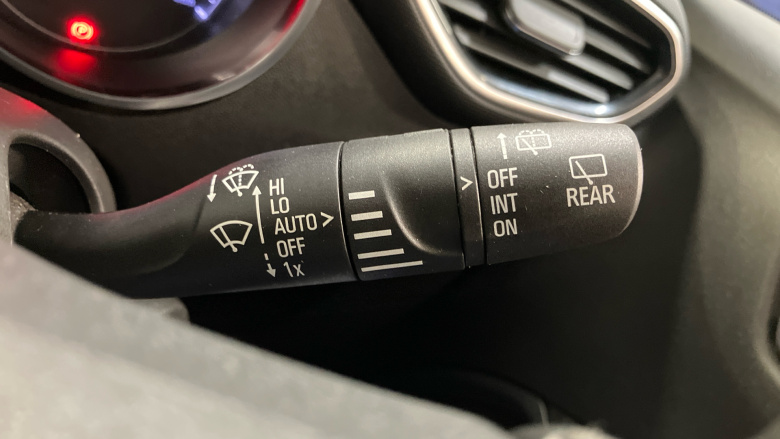 HI
LO
AUTO >
OFF
1x
>
OFF
INT
ON
REAR